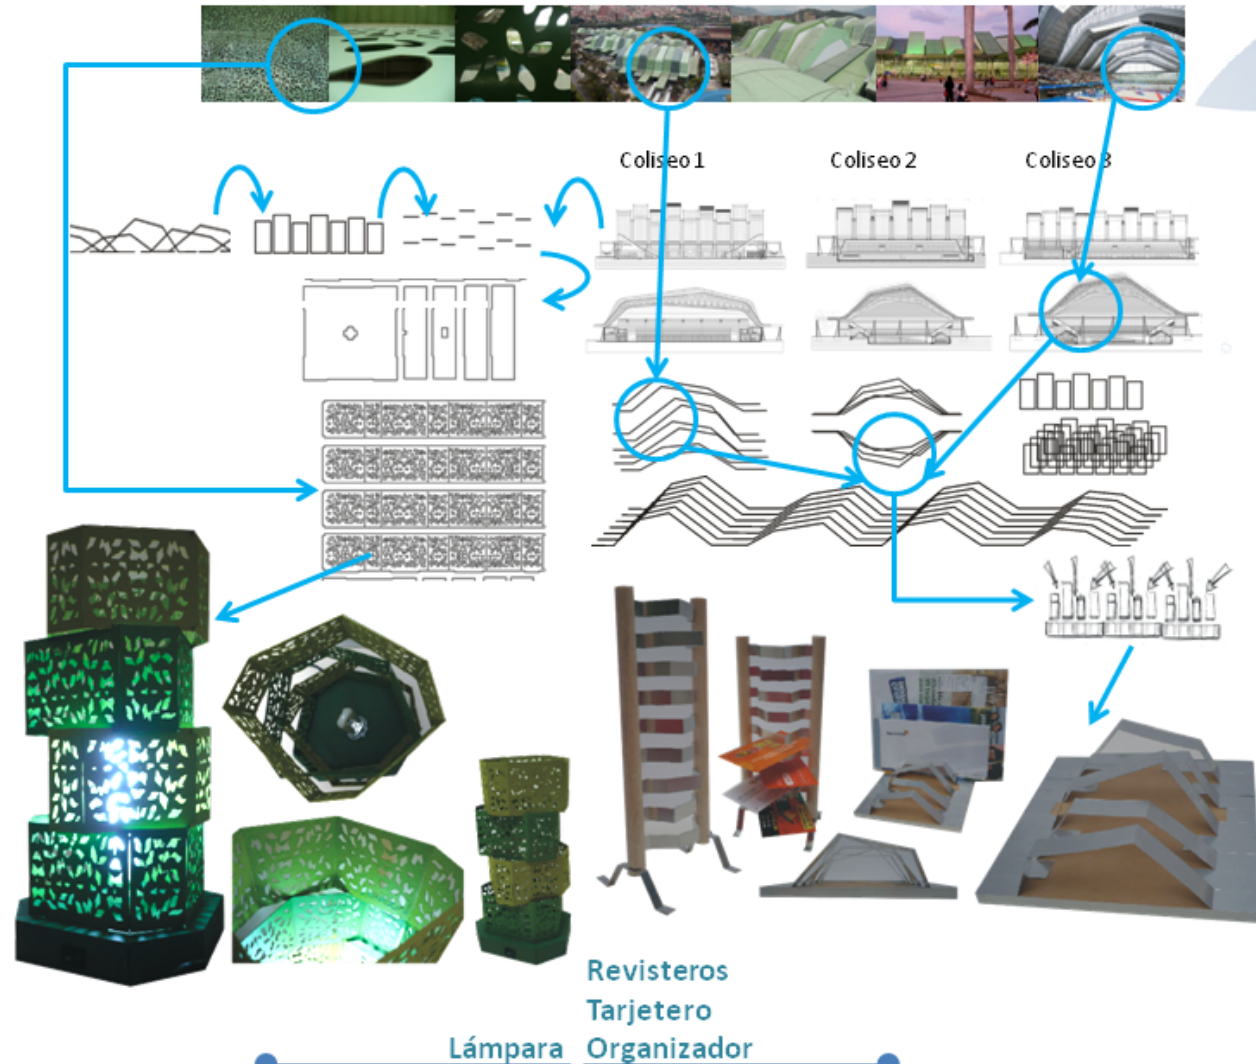 Coliseo 1
Coliseo 2
Coliseo 3
Revisteros
Tarjetero
Lámpara Organizador